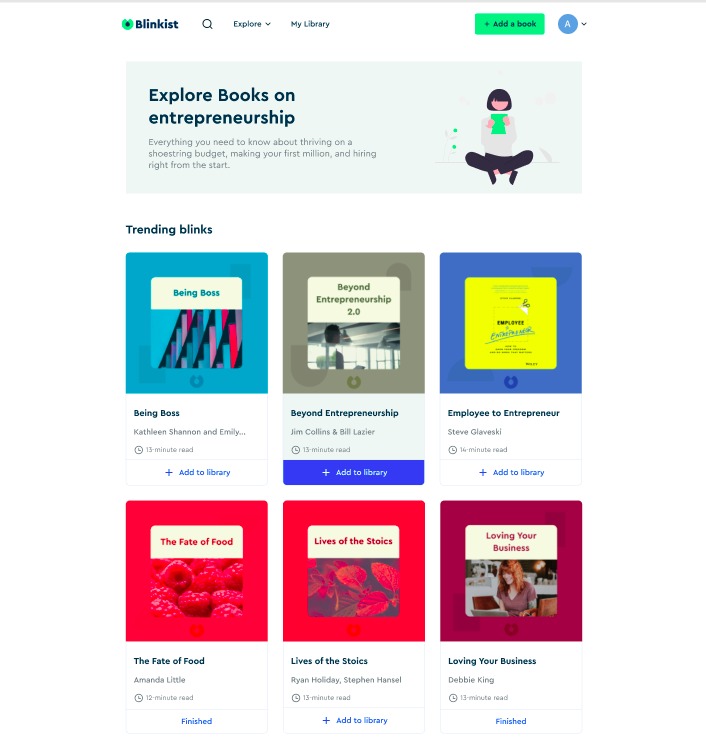 Blinkist
Explore
My Library
+ Add a book
A
Explore Books on
entrepreneurship
Everything you need to know about thriving on a
shoestring budget, making your first million, and hiring
right from the start.
Trending blinks
Being Boss
Beyond
Entrepreneurship
2.0
EMPLOYEE
ENTREPRENEUR
WILEY
Being Boss
Beyond Entrepreneurship
Employee to Entrepreneur
Kathleen Shannon and Emily...
Jim Collins & Bill Lazier
Steve Glaveski
13-minute read
13-minute read
14-minute read
+ Add to library
+ Add to library
+ Add to library
The Fate of Food
Lives of the Stoics
Loving Your
Business
The Fate of Food
Lives of the Stoics
Loving Your Business
Amanda Little
Ryan Holiday, Stephen Hansel
Debbie King
12-minute read
13-minute read
13-minute read
Finished
+ Add to library
Finished